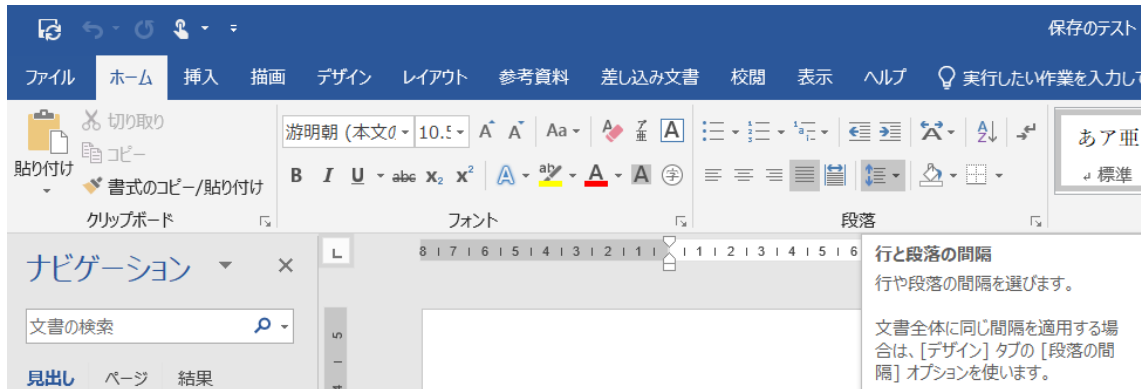 保存のテスト
ファイル ホーム 挿入 描画 デザイン レイアウト 参考資料 差し込み文書 校閲 表示 ヘルプ 実行したい作業を入力して
貼り付け
切り取り
コピー
書式のコピー/貼り付け
クリップボード
游明朝 (本文の 10.5 A A Aa ア亜 A
B I U abc X₂ X² A aby A A 字
フォント
段落
あア亜
標準
ナビゲーション
文書の検索
見出し ページ 結果
L 8 7 6 5 4 3 2 1 1 2 3 4 5 6
5
行と段落の間隔
行や段落の間隔を選びます。
文書全体に同じ間隔を適用する場
合は、[デザイン] タブの [段落の間
隔] オプションを使います。